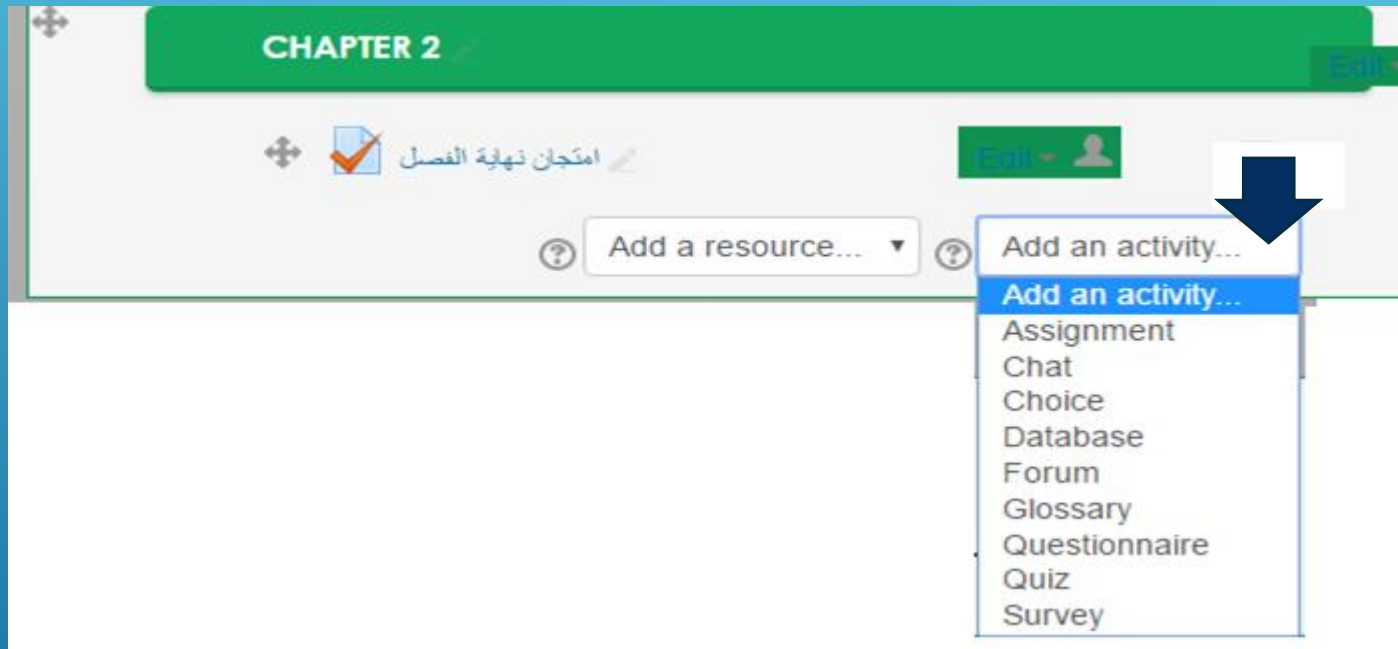 CHAPTER 2
Edit
امتحان نهاية الفصل
Edit
Add a resource...
Add an activity...
Add an activity...
Assignment
Chat
Choice
Database
Forum
Glossary
Questionnaire
Quiz
Survey